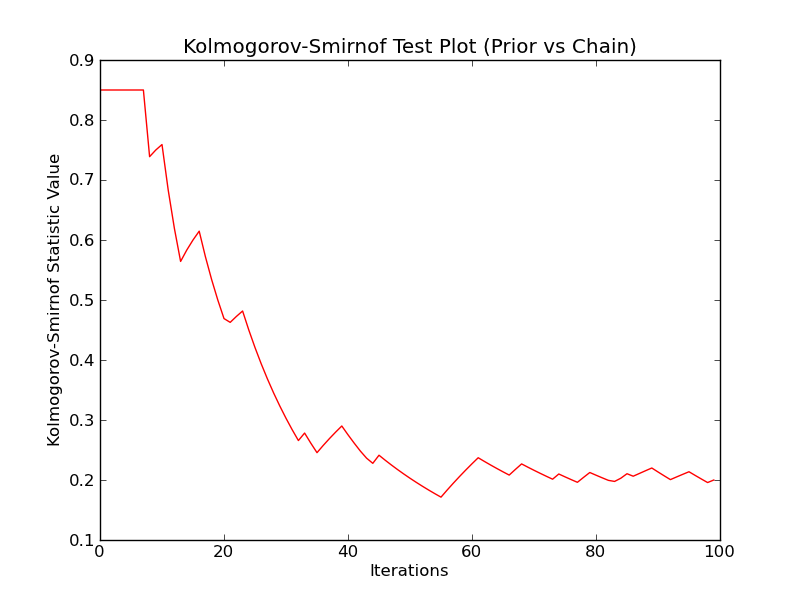 Kolmogorov-Smirnof Test Plot (Prior vs Chain)
0.9
0.8
0.7
0.6
0.5
0.4
0.3
0.2
0.1
Kolmogorov-Smirnof Statistic Value
0 20 40 60 80 100
Iterations